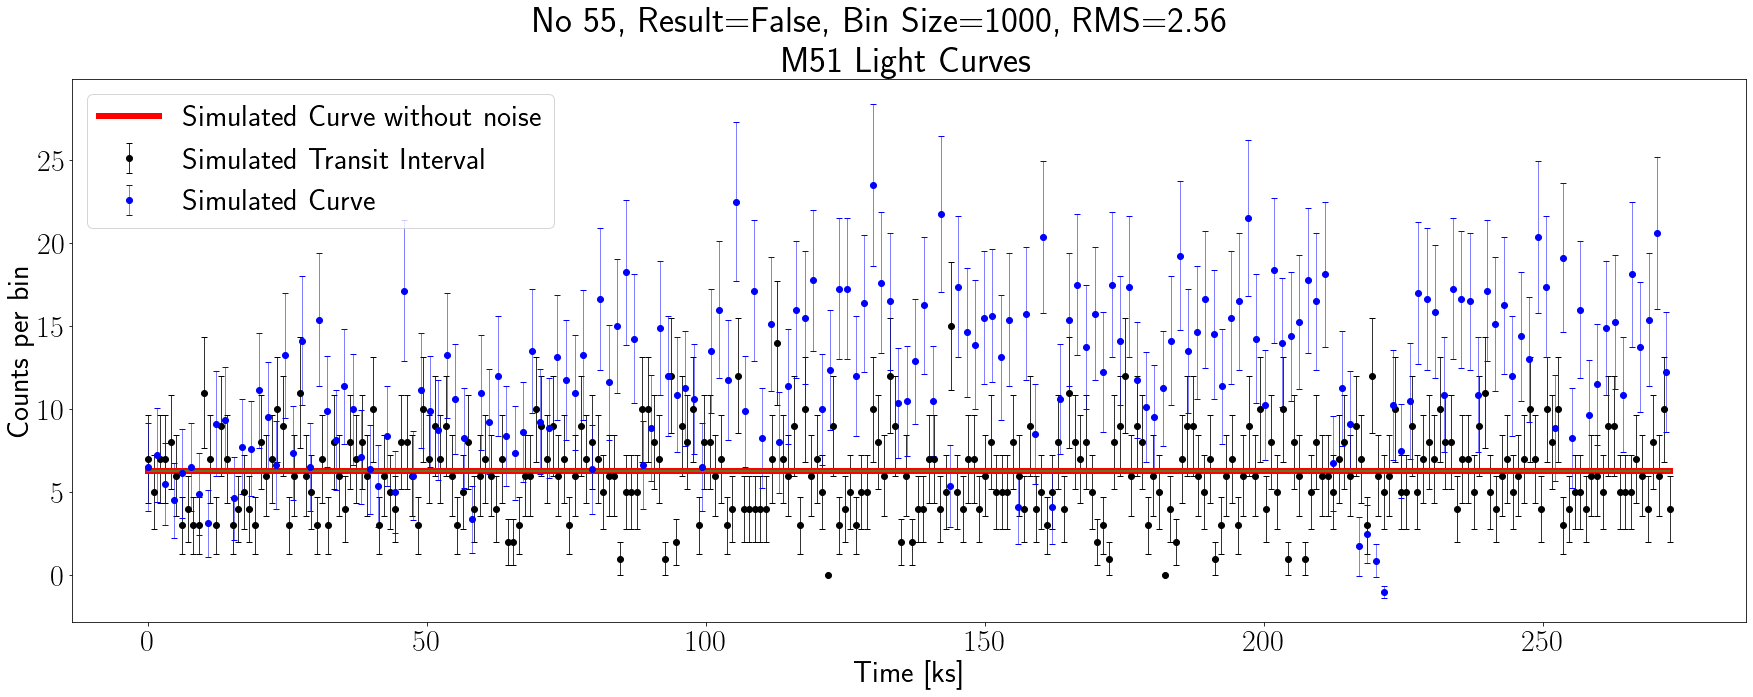 No 55, Result=False, Bin Size=1000, RMS=2.56
M51 Light Curves
Simulated Curve without noise
Simulated Transit Interval
Simulated Curve
Counts per bin
25
20
15
10
5
0
0 50 100 150 200 250
Time [ks]